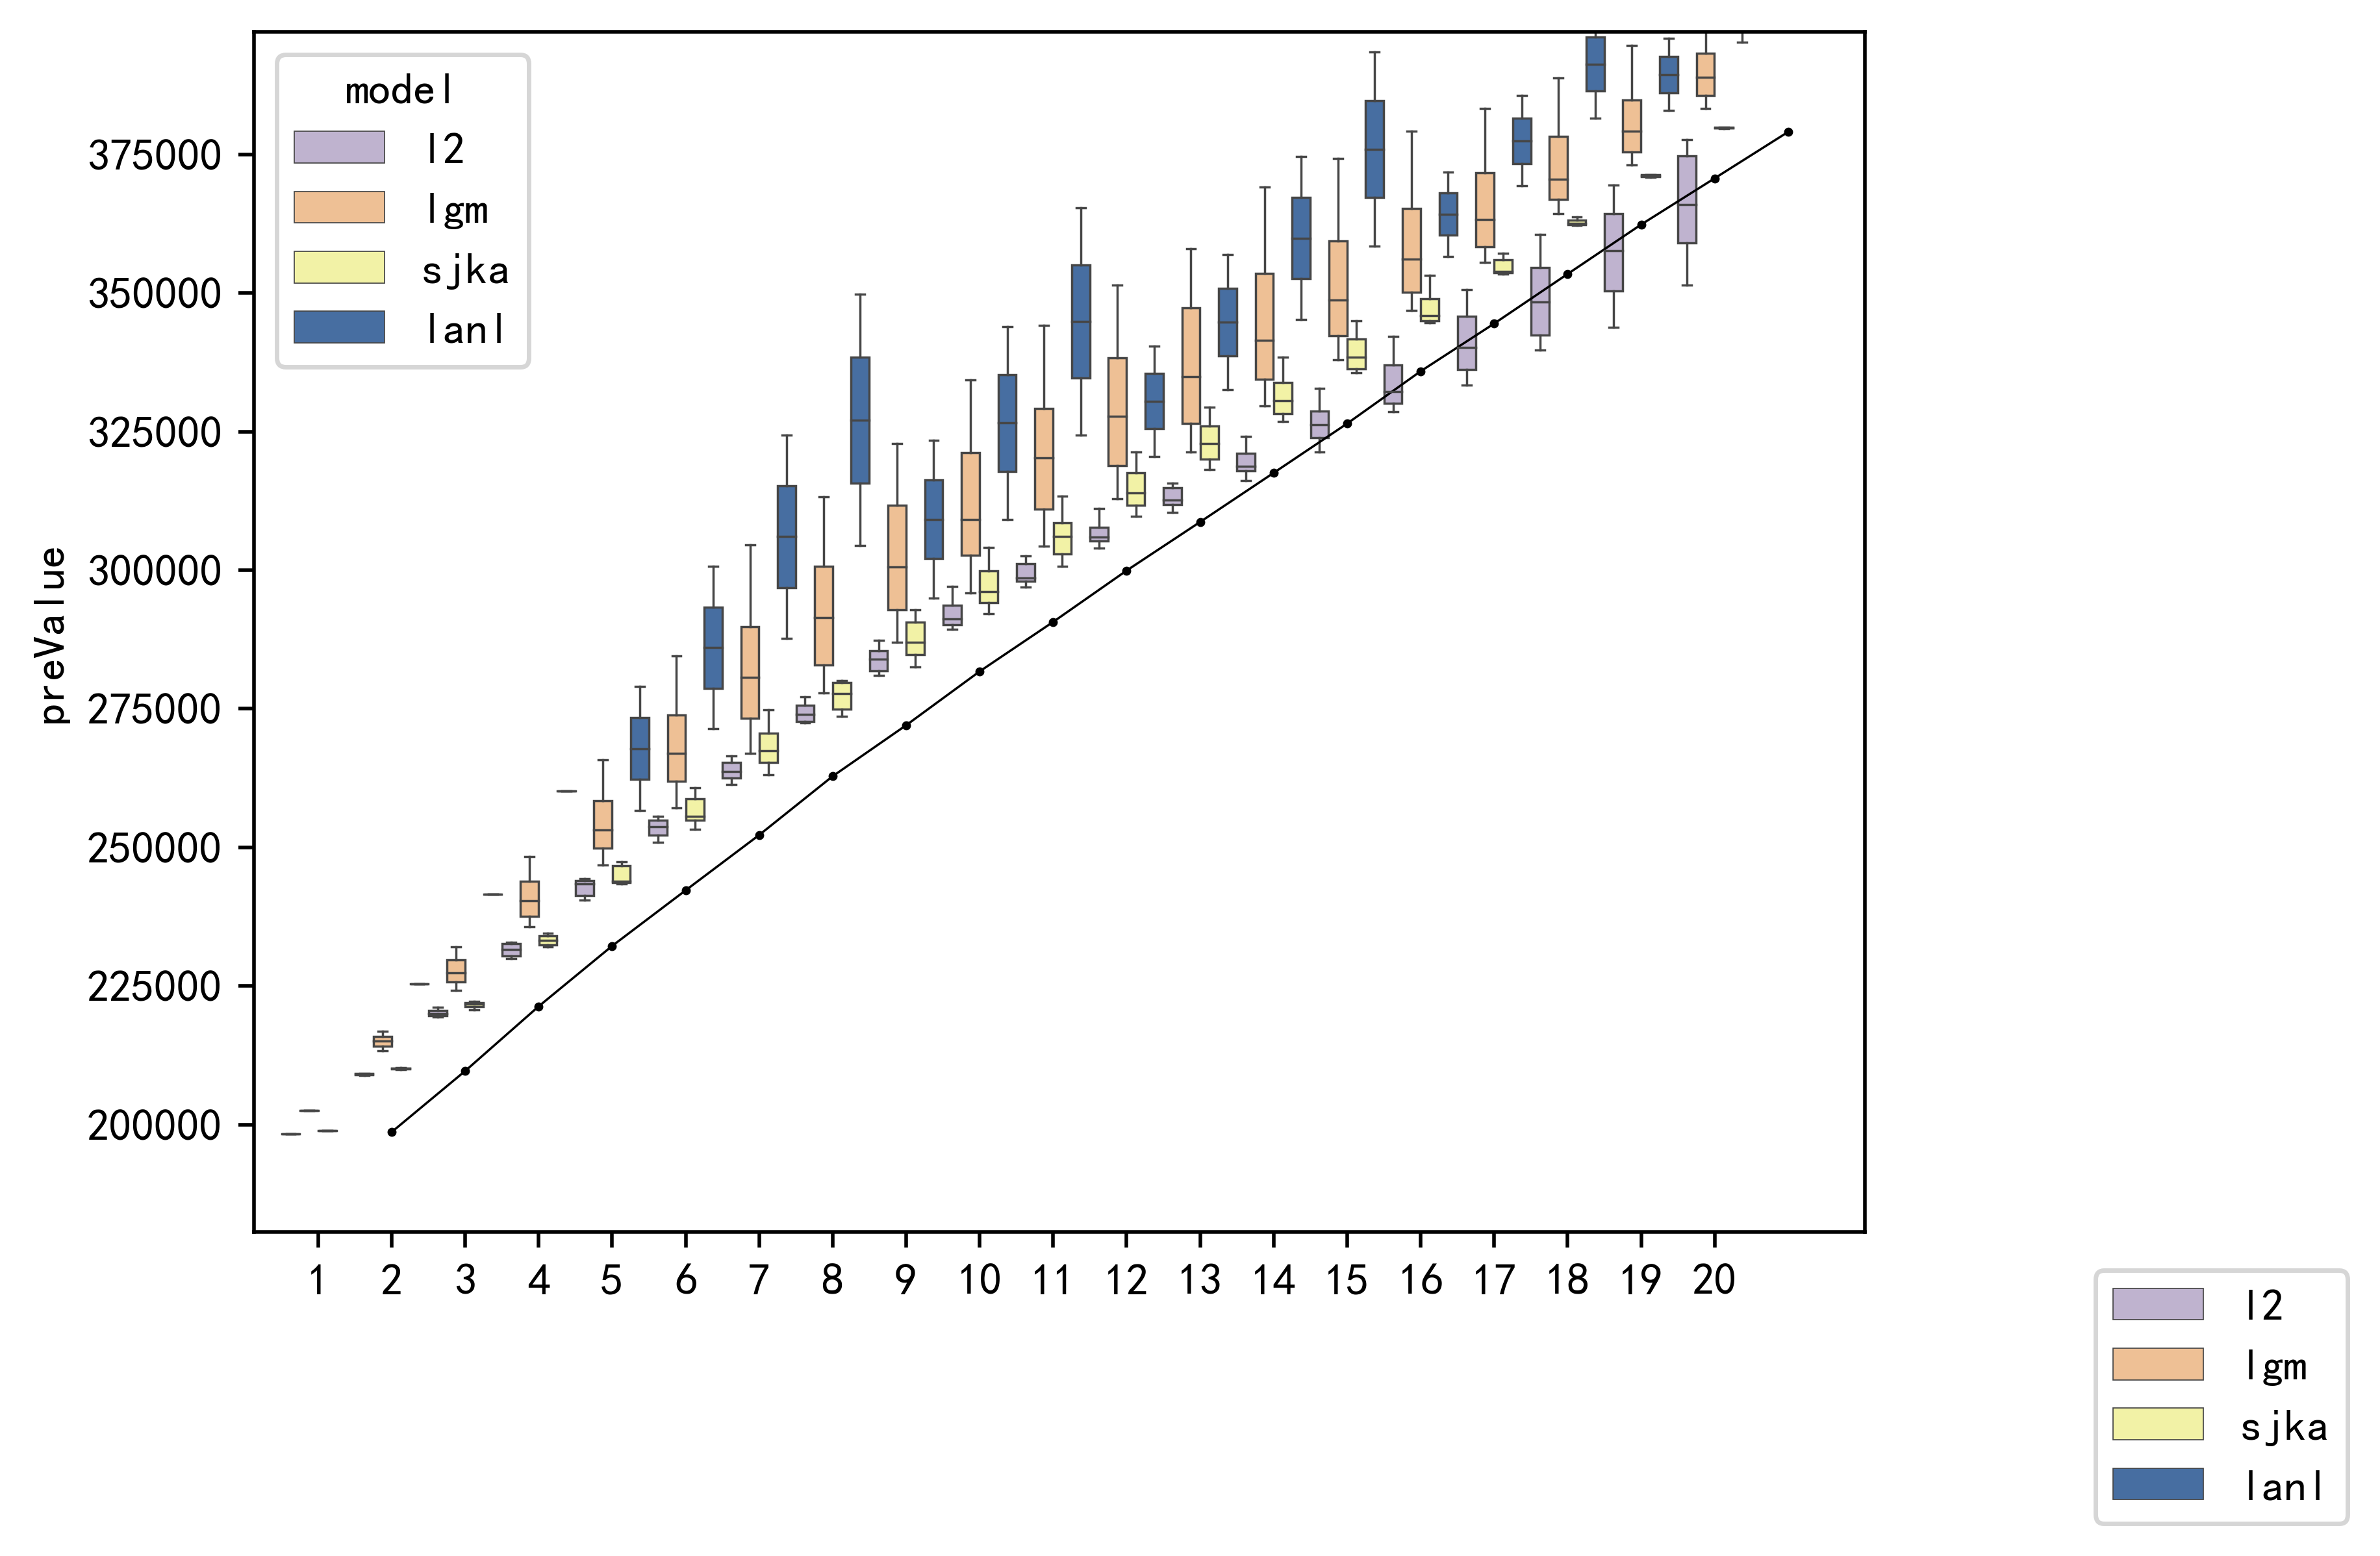 model
l2
lgm
sjka
lanl
preValue
375000
350000
325000
300000
275000
250000
225000
200000
1 2 3 4 5 6 7 8 9 10 11 12 13 14 15 16 17 18 19 20
l2
lgm
sjka
lanl